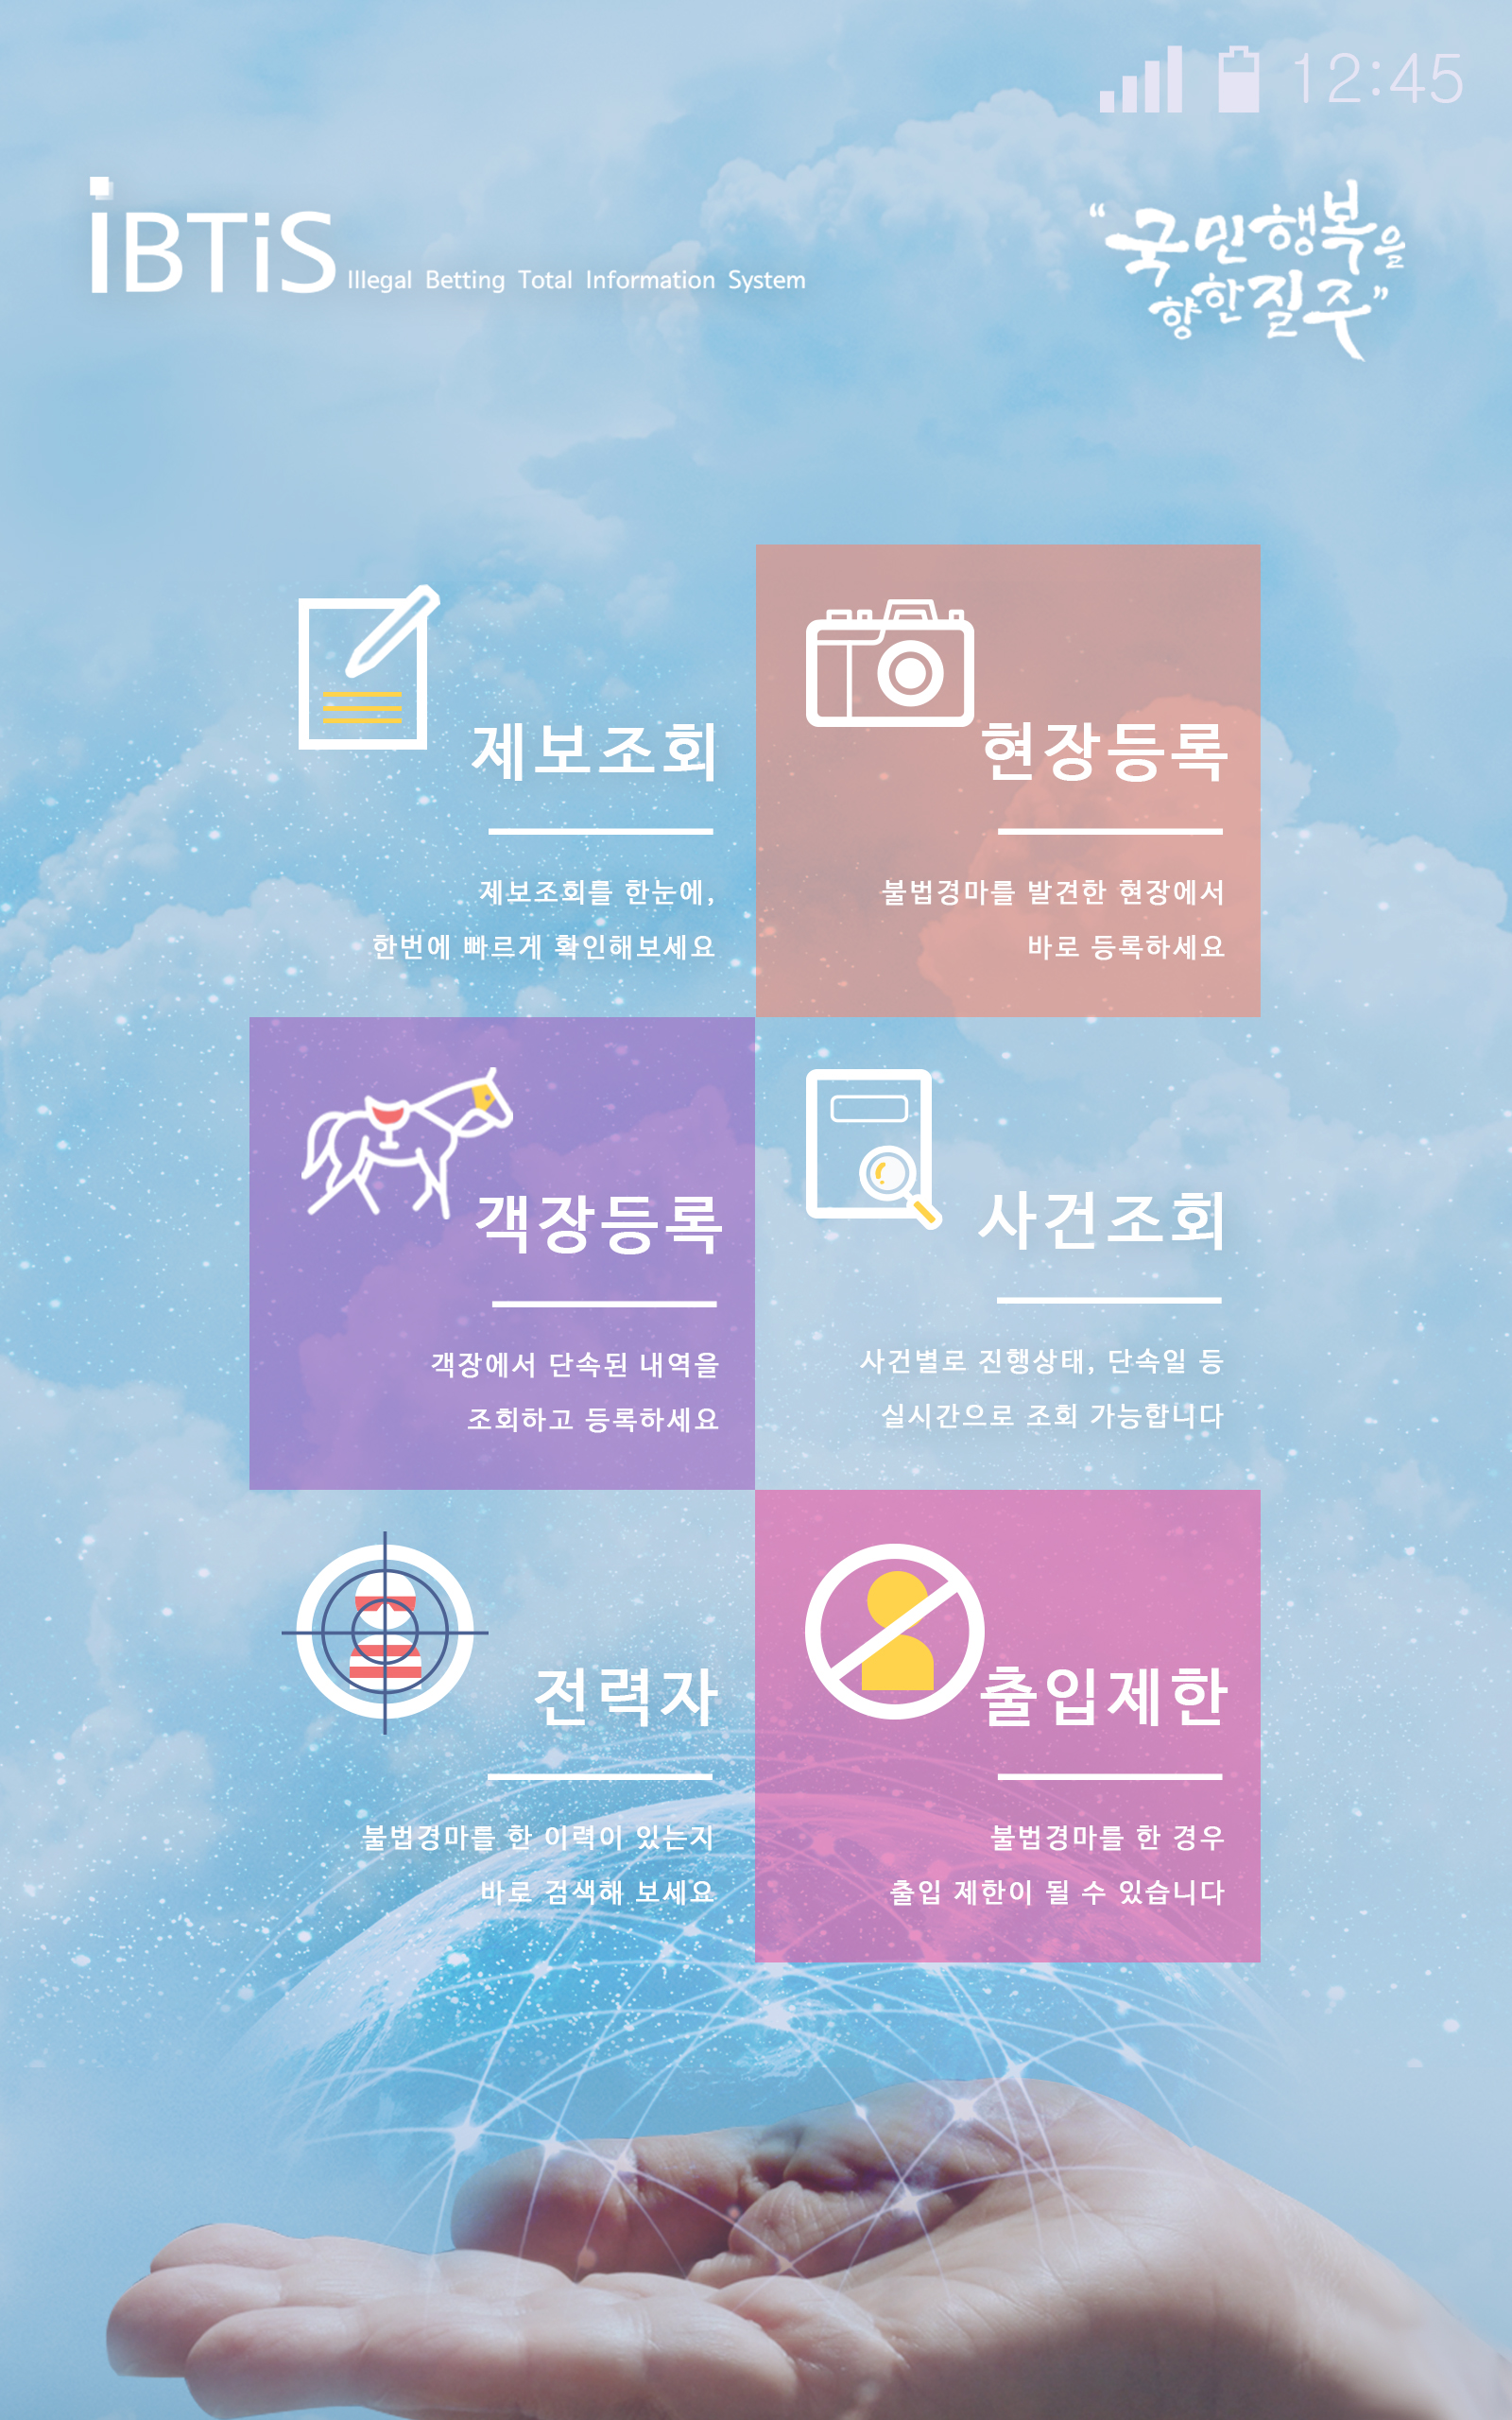 12:45
iBTiS Illegal Betting Total Information System
“국민행복을
향한질주”
제보조회
제보조회를 한눈에,
한번에 빠르게 확인해보세요
현장등록
불법경마를 발견한 현장에서
바로 등록하세요
객장등록
객장에서 단속된 내역을
조회하고 등록하세요
사건조회
사건별로 진행상태, 단속일 등
실시간으로 조회 가능합니다
전력자
불법경마를 한 이력이 있는지
바로 검색해 보세요
출입제한
불법경마를 한 경우
출입 제한이 될 수 있습니다